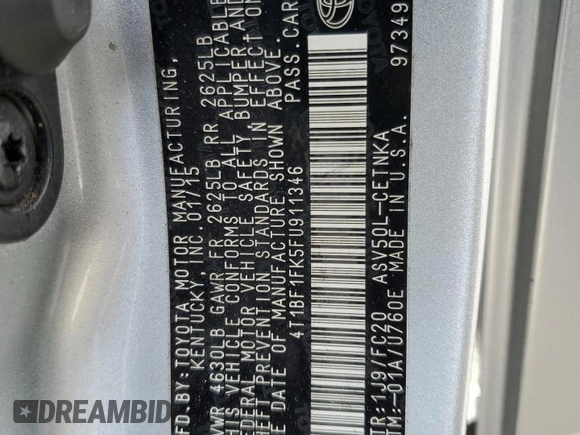 MFD.BY: TOYOTA MOTOR MANUFACTURING,
KENTUCKY, INC. 01/15
GVWR 4630LB GAWR FR 2625LB RR 2625LB
THIS VEHICLE CONFORMS TO ALL APPLICABLE
FEDERAL MOTOR VEHICLE SAFETY, BUMPER AND
THEFT PREVENTION STANDARDS IN EFFECT ON
THE DATE OF MANUFACTURE SHOWN ABOVE.
4T1BF1FK5FU911346 PASS.CAR
C/TR:1J9/FC20 ASV50L-CETNKA
A/TM:-01A/U760E MADE IN U.S.A.
97349
DREAMBID